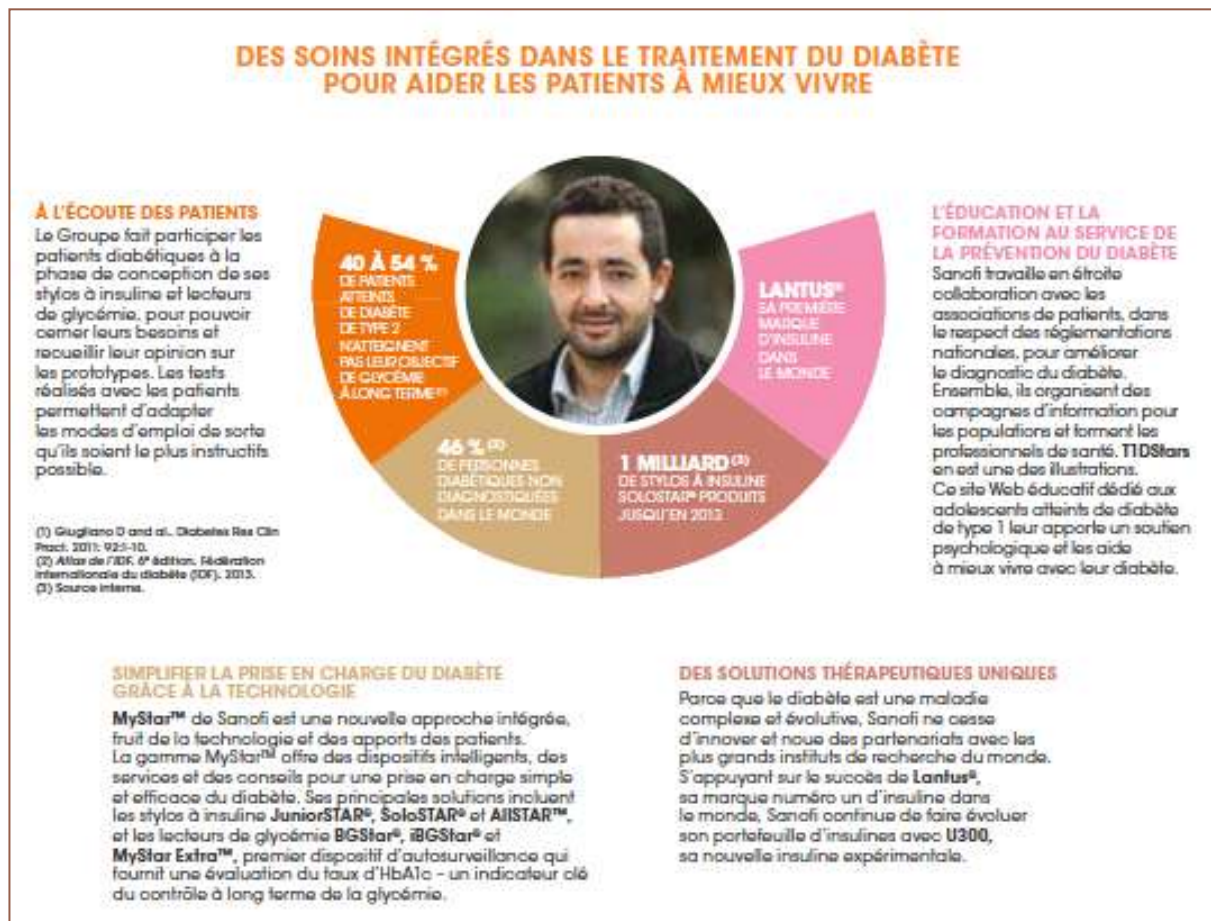 DES SOINS INTÉGRÉS DANS LE TRAITEMENT DU DIABÈTE
POUR AIDER LES PATIENTS À MIEUX VIVRE
À L'ÉCOUTE DES PATIENTS
Le Groupe fait participer les
patients diabétiques à la
phase de conception de ses
stylos à insuline et lecteurs
de glycémie, pour pouvoir
cerner leurs besoins et
recueillir leur opinion sur
les prototypes. Les tests
réalisés avec les patients
permettent d'adapter
les modes d'emploi de sorte
qu'ils soient le plus instructifs
possible.
(1) Giugliano D and al.. Diabetes Res Clin
Pract. 2011; 92:1-10.
(2) Atlas de l'IDF. 6e édition. Fédération
internationale du diabète (IDF). 2013.
(3) Source interne.
40 À 54 %
DE PATIENTS
ATTEINTS
DE DIABÈTE
DE TYPE 2
N'ATTEIGNENT
PAS LEUR OBJECTIF
DE GLYCÉMIE
À LONG TERME(1)
46 % (2)
DE PERSONNES
DIABÉTIQUES NON
DIAGNOSTIQUÉES
DANS LE MONDE
1 MILLIARD (3)
DE STYLOS À INSULINE
SOLOSTAR® PRODUITS
JUSQU'EN 2013
LANTUS®
SA PREMIÈRE
MARQUE
D'INSULINE
DANS
LE MONDE
L'ÉDUCATION ET LA
FORMATION AU SERVICE DE
LA PRÉVENTION DU DIABÈTE
Sanofi travaille en étroite
collaboration avec les
associations de patients, dans
le respect des réglementations
nationales, pour améliorer
le diagnostic du diabète.
Ensemble, ils organisent des
campagnes d'information pour
les populations et forment les
professionnels de santé. T1DStars
en est une des illustrations.
Ce site Web éducatif dédié aux
adolescents atteints de diabète
de type 1 leur apporte un soutien
psychologique et les aide
à mieux vivre avec leur diabète.
SIMPLIFIER LA PRISE EN CHARGE DU DIABÈTE
GRÂCE À LA TECHNOLOGIE
MyStar™ de Sanofi est une nouvelle approche intégrée,
fruit de la technologie et des apports des patients.
La gamme MyStar™ offre des dispositifs intelligents, des
services et des conseils pour une prise en charge simple
et efficace du diabète. Ses principales solutions incluent
les stylos à insuline JuniorSTAR®, SoloSTAR® et AllSTAR™,
et les lecteurs de glycémie BGStar®, iBGStar® et
MyStar Extra™, premier dispositif d'autosurveillance qui
fournit une évaluation du taux d'HbA1c - un indicateur clé
du contrôle à long terme de la glycémie.
DES SOLUTIONS THÉRAPEUTIQUES UNIQUES
Parce que le diabète est une maladie
complexe et évolutive, Sanofi ne cesse
d'innover et noue des partenariats avec les
plus grands instituts de recherche du monde.
S'appuyant sur le succès de Lantus®,
sa marque numéro un d'insuline dans
le monde, Sanofi continue de faire évoluer
son portefeuille d'insulines avec U300,
sa nouvelle insuline expérimentale.